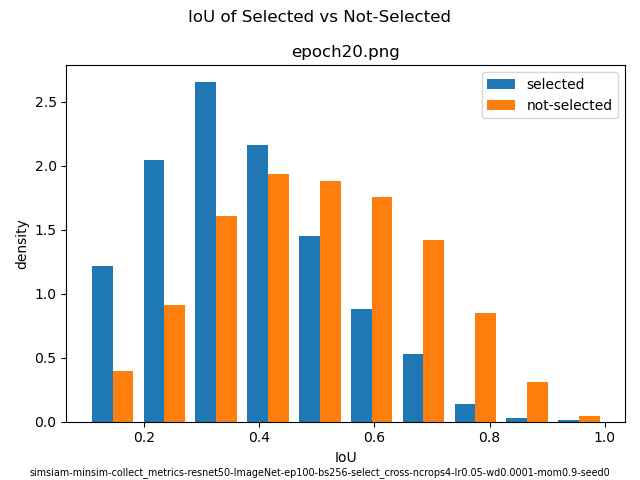 IoU of Selected vs Not-Selected
epoch20.png
selected
not-selected
2.5
2.0
1.5
1.0
0.5
0.0
density
0.2 0.4 0.6 0.8 1.0
IoU
simsiam-minsim-collect_metrics-resnet50-ImageNet-ep100-bs256-select_cross-ncrops4-lr0.05-wd0.0001-mom0.9-seed0